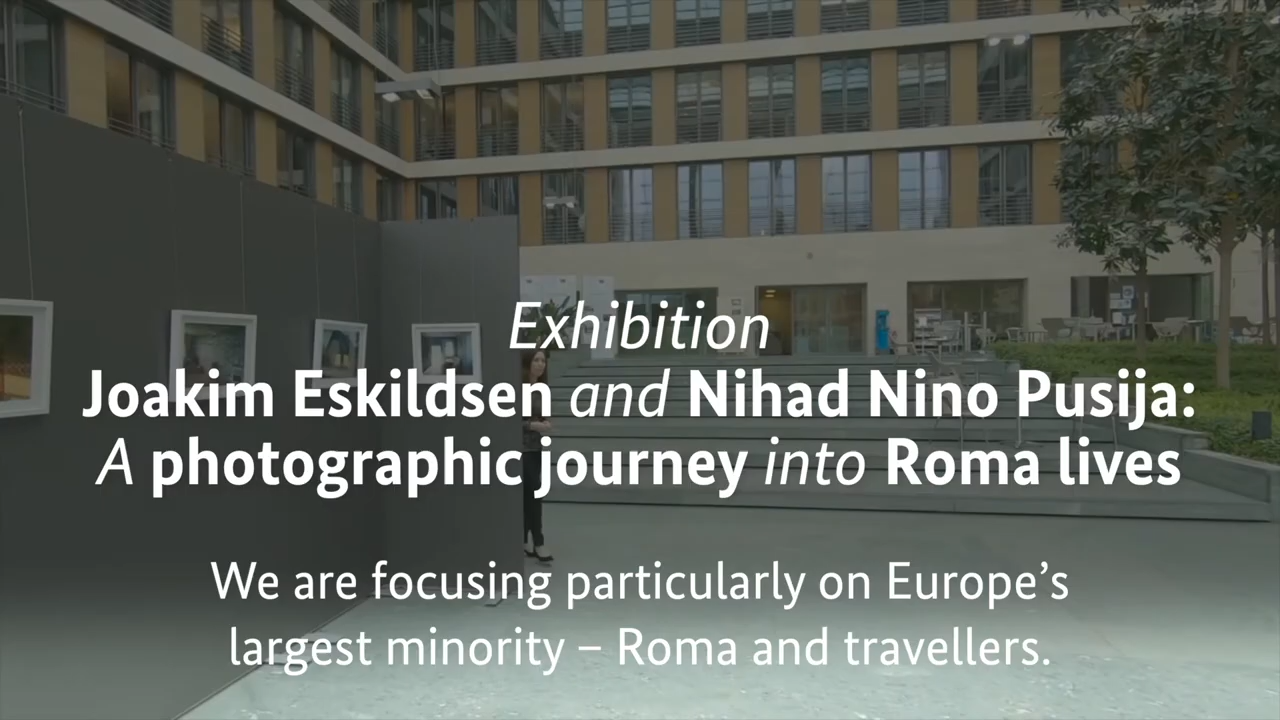 Exhibition
Joakim Eskildsen and Nihad Nino Pusija:
A photographic journey into Roma lives
We are focusing particularly on Europe’s
largest minority – Roma and travellers.